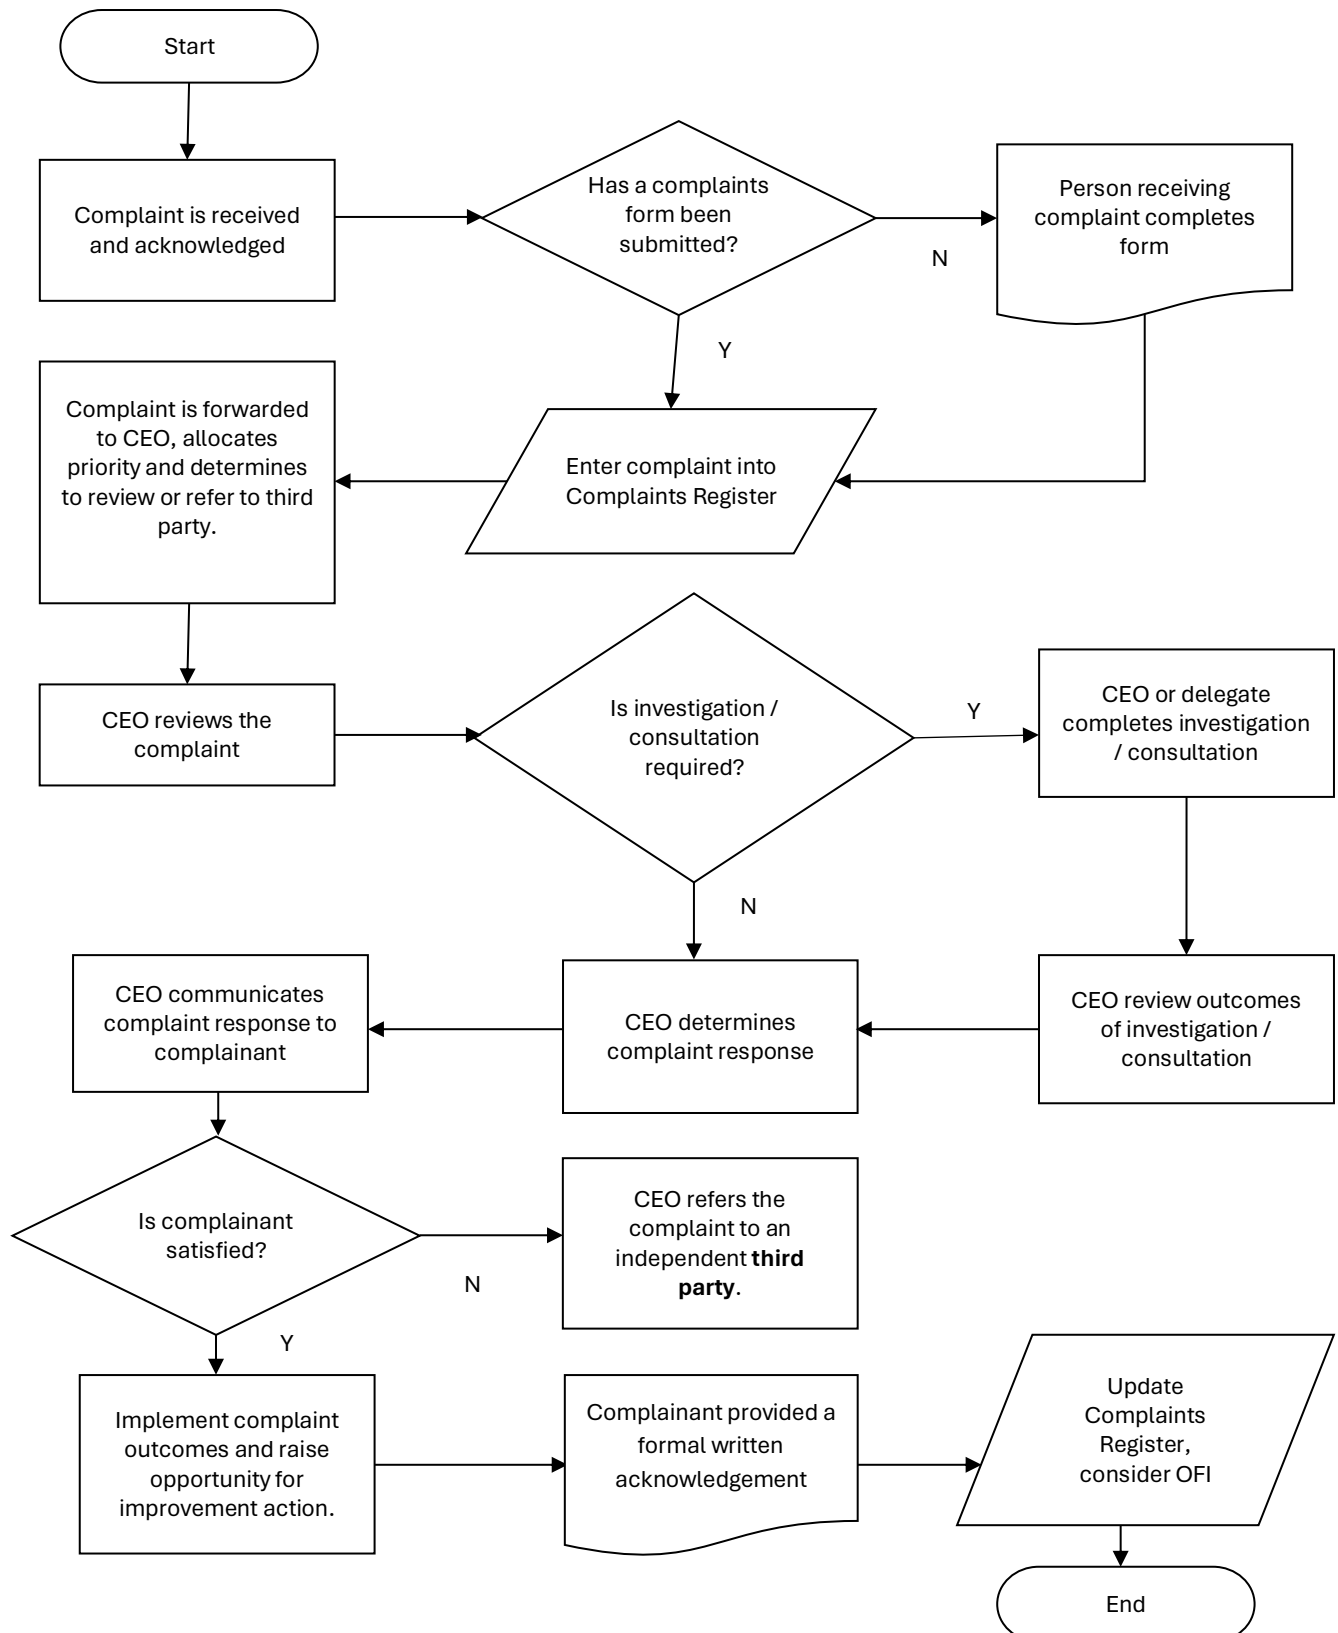 Start
Complaint is received
and acknowledged
Has a complaints
form been
submitted?
N
Person receiving
complaint completes
form
Y
Complaint is forwarded
to CEO, allocates
priority and determines
to review or refer to third
party.
Enter complaint into
Complaints Register
CEO reviews the
complaint
Is investigation /
consultation
required?
Y
CEO or delegate
completes investigation
/ consultation
N
CEO communicates
complaint response to
complainant
CEO determines
complaint response
CEO review outcomes
of investigation /
consultation
Is complainant
satisfied?
N
CEO refers the
complaint to an
independent third
party.
Y
Implement complaint
outcomes and raise
opportunity for
improvement action.
Complainant provided a
formal written
acknowledgement
Update
Complaints
Register,
consider OFI
End